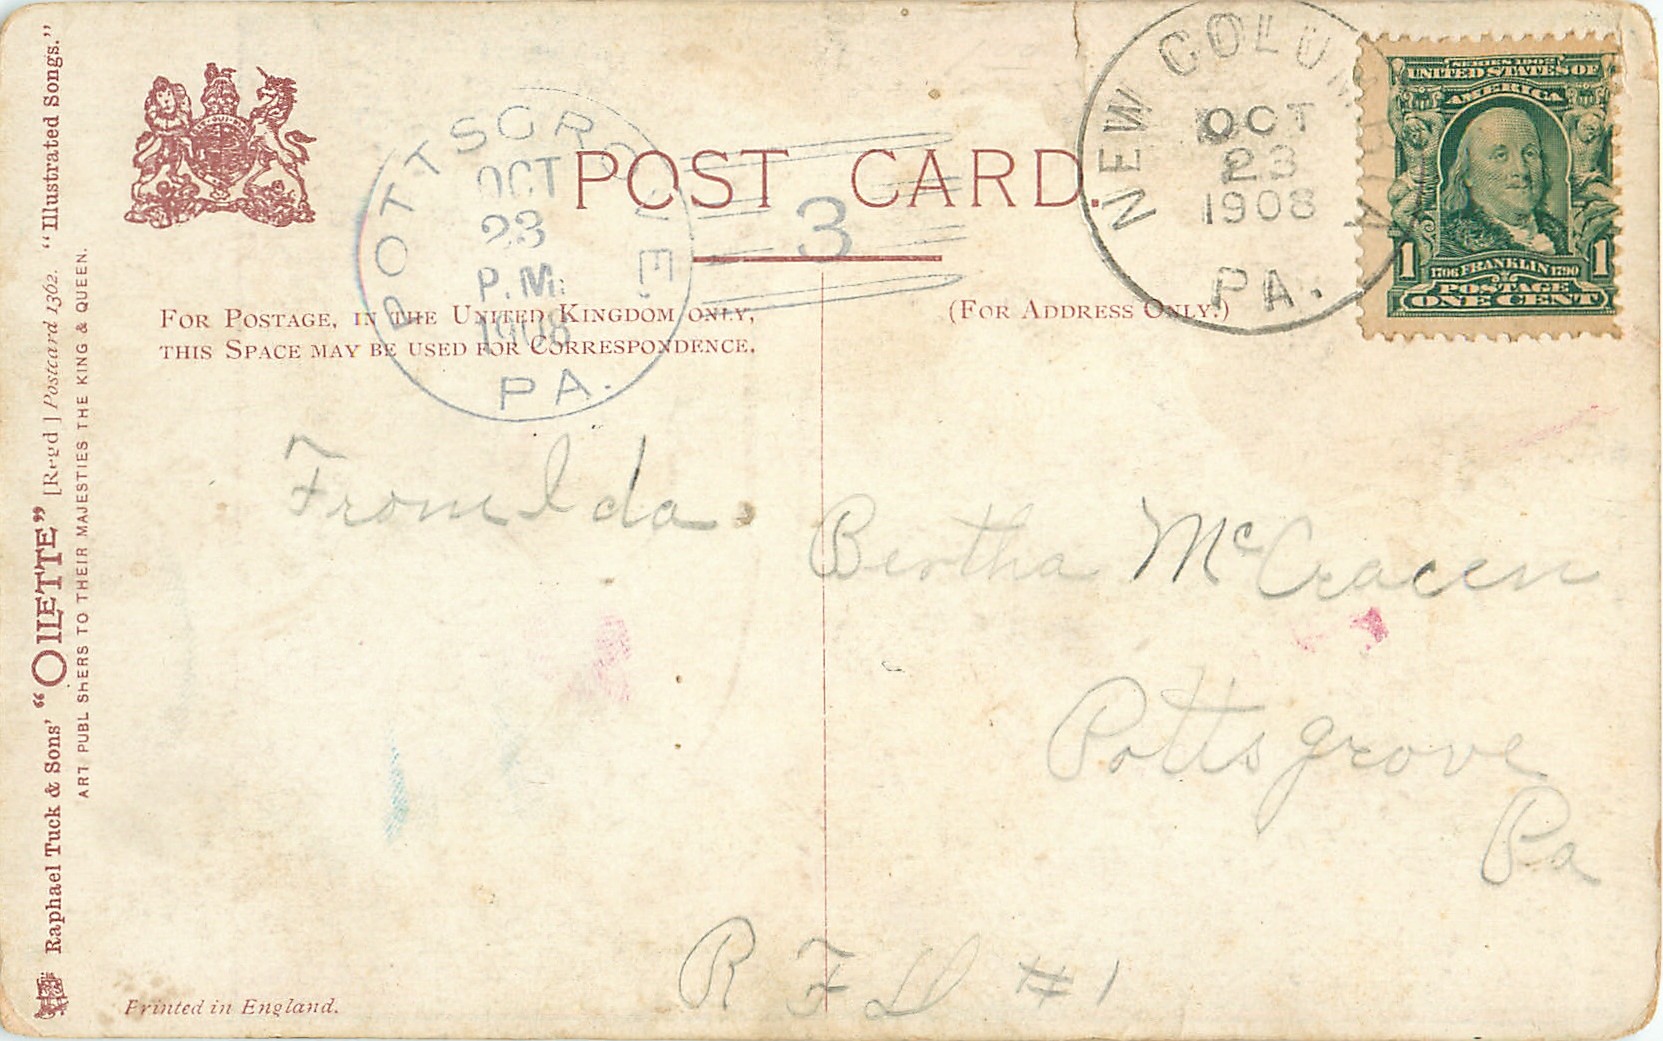 Raphael Tuck & Sons' "OILETTE" [Regd] Postcard 1362. "Illustrated Songs."
ART PUBLISHERS TO THEIR MAJESTIES THE KING & QUEEN.
POST CARD.
FOR POSTAGE, IN THE UNITED KINGDOM ONLY,
THIS SPACE MAY BE USED FOR CORRESPONDENCE.
(FOR ADDRESS ONLY.)
POTTSGROVE.
OCT
23
P.M.
1908
PA.
3
NEW COLUMBIA
OCT
23
1908
PA.
SERIES 1902
UNITED STATES OF
AMERICA
1 1706 FRANKLIN 1790 1
POSTAGE
ONE CENT
From Ida
Bertha McCracen
Pottsgrove
Pa
R F D #1
Printed in England.